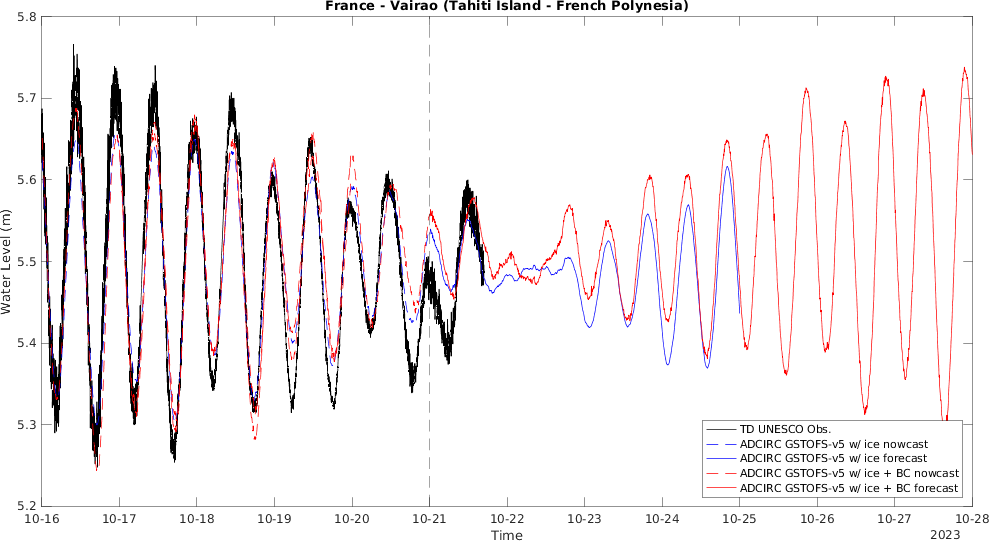 France - Vairao (Tahiti Island - French Polynesia)
5.8
5.7
5.6
5.5
5.4
5.3
5.2
Water Level (m)
TD UNESCO Obs.
ADCIRC GSTOFS-v5 w/ ice nowcast
ADCIRC GSTOFS-v5 w/ ice forecast
ADCIRC GSTOFS-v5 w/ ice + BC nowcast
ADCIRC GSTOFS-v5 w/ ice + BC forecast
10-16 10-17 10-18 10-19 10-20 10-21 10-22 10-23 10-24 10-25 10-26 10-27 10-28
Time
2023